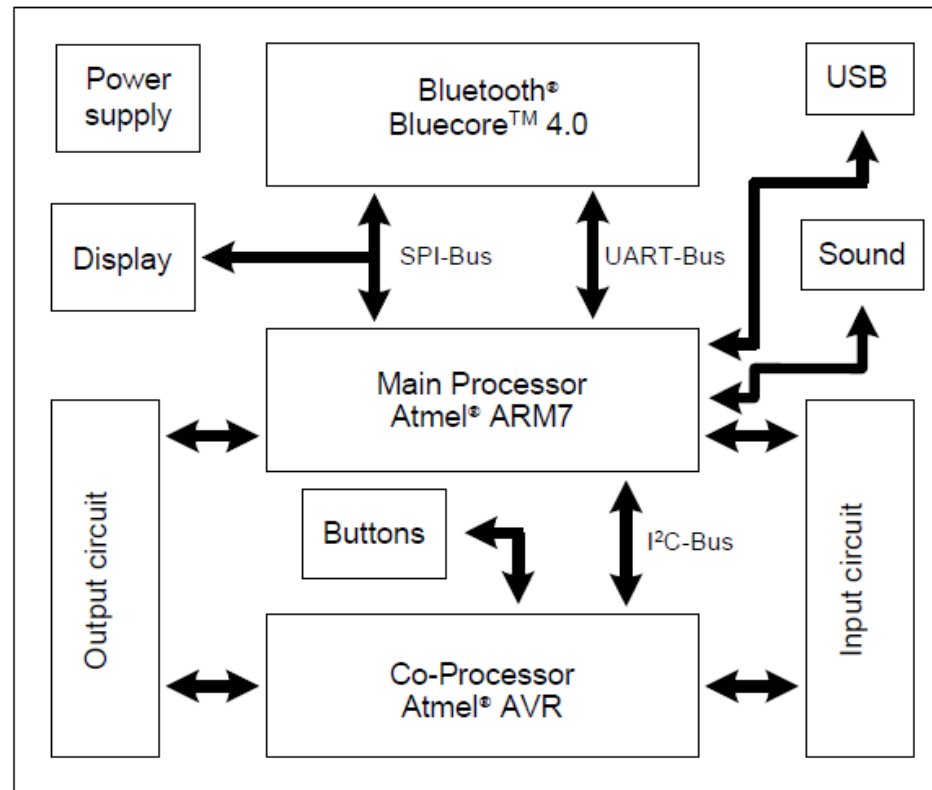 Power
supply
Bluetooth®
Bluecore™ 4.0
USB
Display
SPI-Bus
UART-Bus
Sound
Main Processor
Atmel® ARM7
Output circuit
Buttons
I²C-Bus
Input circuit
Co-Processor
Atmel® AVR